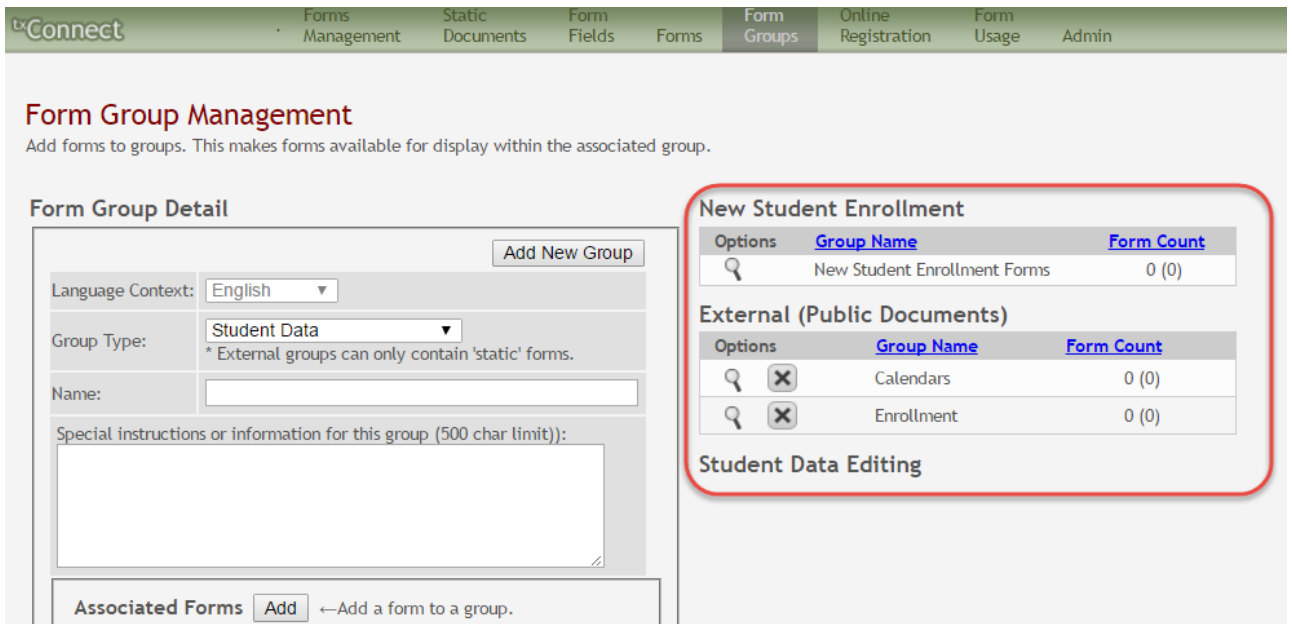 txConnect
Forms Management
Static Documents
Form Fields
Forms
Form Groups
Online Registration
Form Usage
Admin
Form Group Management
Add forms to groups. This makes forms available for display within the associated group.
Form Group Detail
Add New Group
Language Context: English
Group Type: Student Data
* External groups can only contain 'static' forms.
Name:
Special instructions or information for this group (500 char limit)):
Associated Forms Add ←Add a form to a group.
New Student Enrollment
Options Group Name Form Count
New Student Enrollment Forms 0 (0)
External (Public Documents)
Options Group Name Form Count
Calendars 0 (0)
Enrollment 0 (0)
Student Data Editing